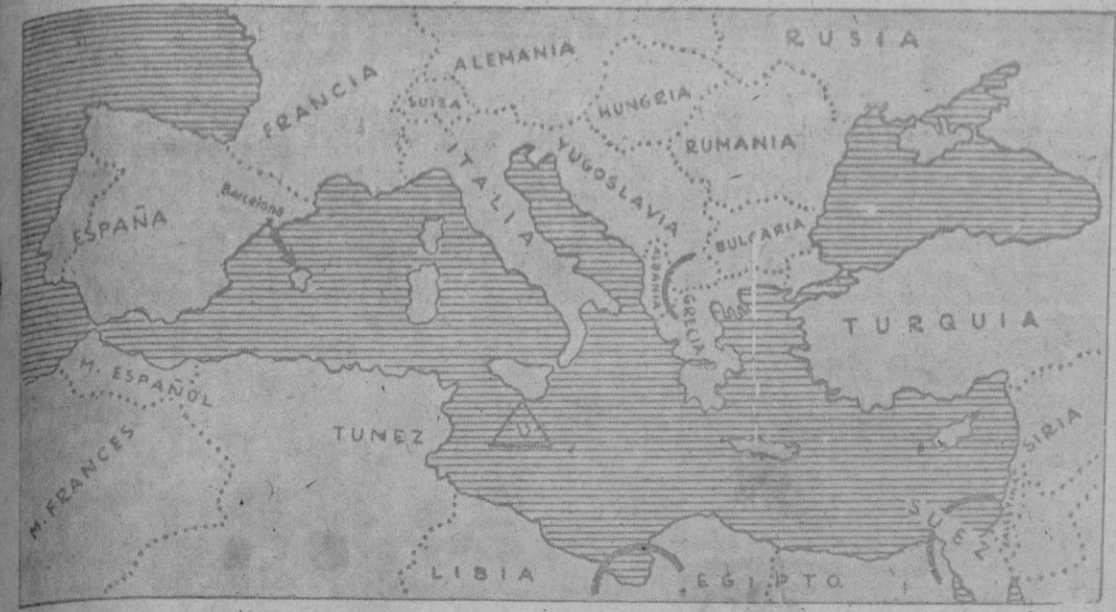 RUSIA
ALEMANIA
FRANCIA
SUIZA
HUNGRIA
RUMANIA
ITALIA
YUGOSLAVIA
Barcelona
ESPAÑA
BULGARIA
ALBANIA
GRECIA
TURQUIA
M. ESPAÑOL
TUNEZ
SIRIA
M. FRANCES
PALESTINA
SUEZ
LIBIA
EGIPTO